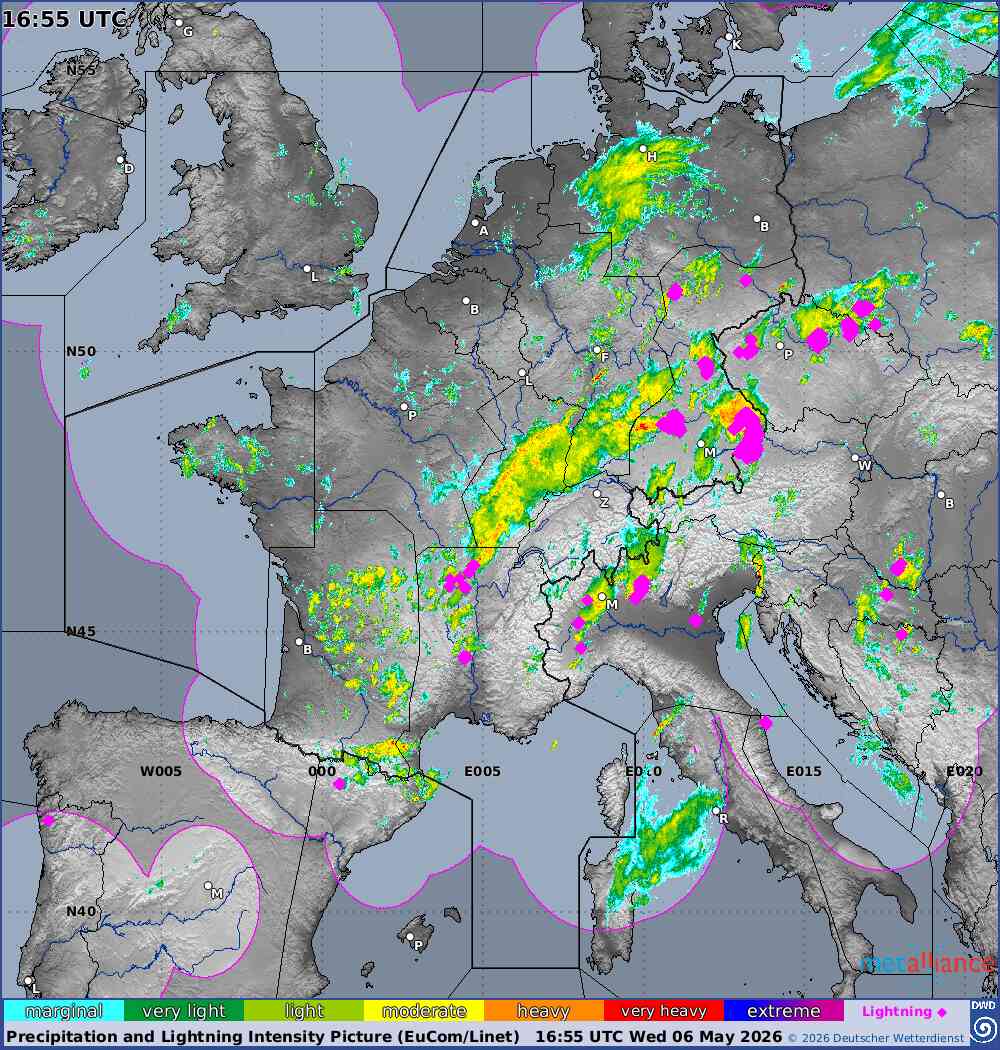 16:55 UTC
G
K
N55
H
D
A
B
L
B
N50
F
P
L
P
M
W
Z
B
M
N45
B
W005
000
E005
E010
E015
E020
R
M
N40
P
L
metalliance
marginal very light light moderate heavy very heavy extreme Lightning
DWD
Precipitation and Lightning Intensity Picture (EuCom/Linet) 16:55 UTC Wed 06 May 2026 © 2026 Deutscher Wetterdienst